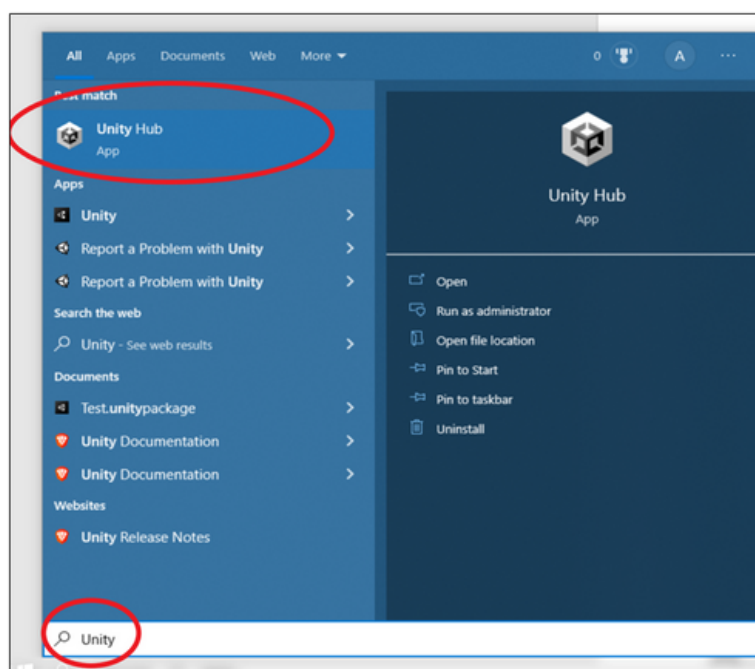 All Apps Documents Web More 0 A ...
Best match
Unity Hub
App
Apps
Unity
Report a Problem with Unity
Report a Problem with Unity
Search the web
Unity - See web results
Documents
Test.unitypackage
Unity Documentation
Unity Documentation
Websites
Unity Release Notes
Unity Hub
App
Open
Run as administrator
Open file location
Pin to Start
Pin to taskbar
Uninstall
Unity